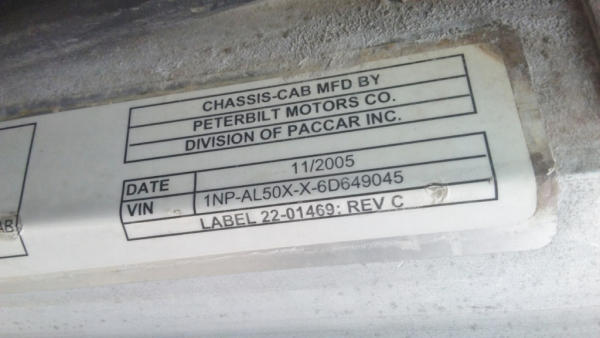 CHASSIS-CAB MFD BY
PETERBILT MOTORS CO.
DIVISION OF PACCAR INC.
DATE 11/2005
VIN 1NP-AL50X-X-6D649045
LABEL 22-01469: REV C